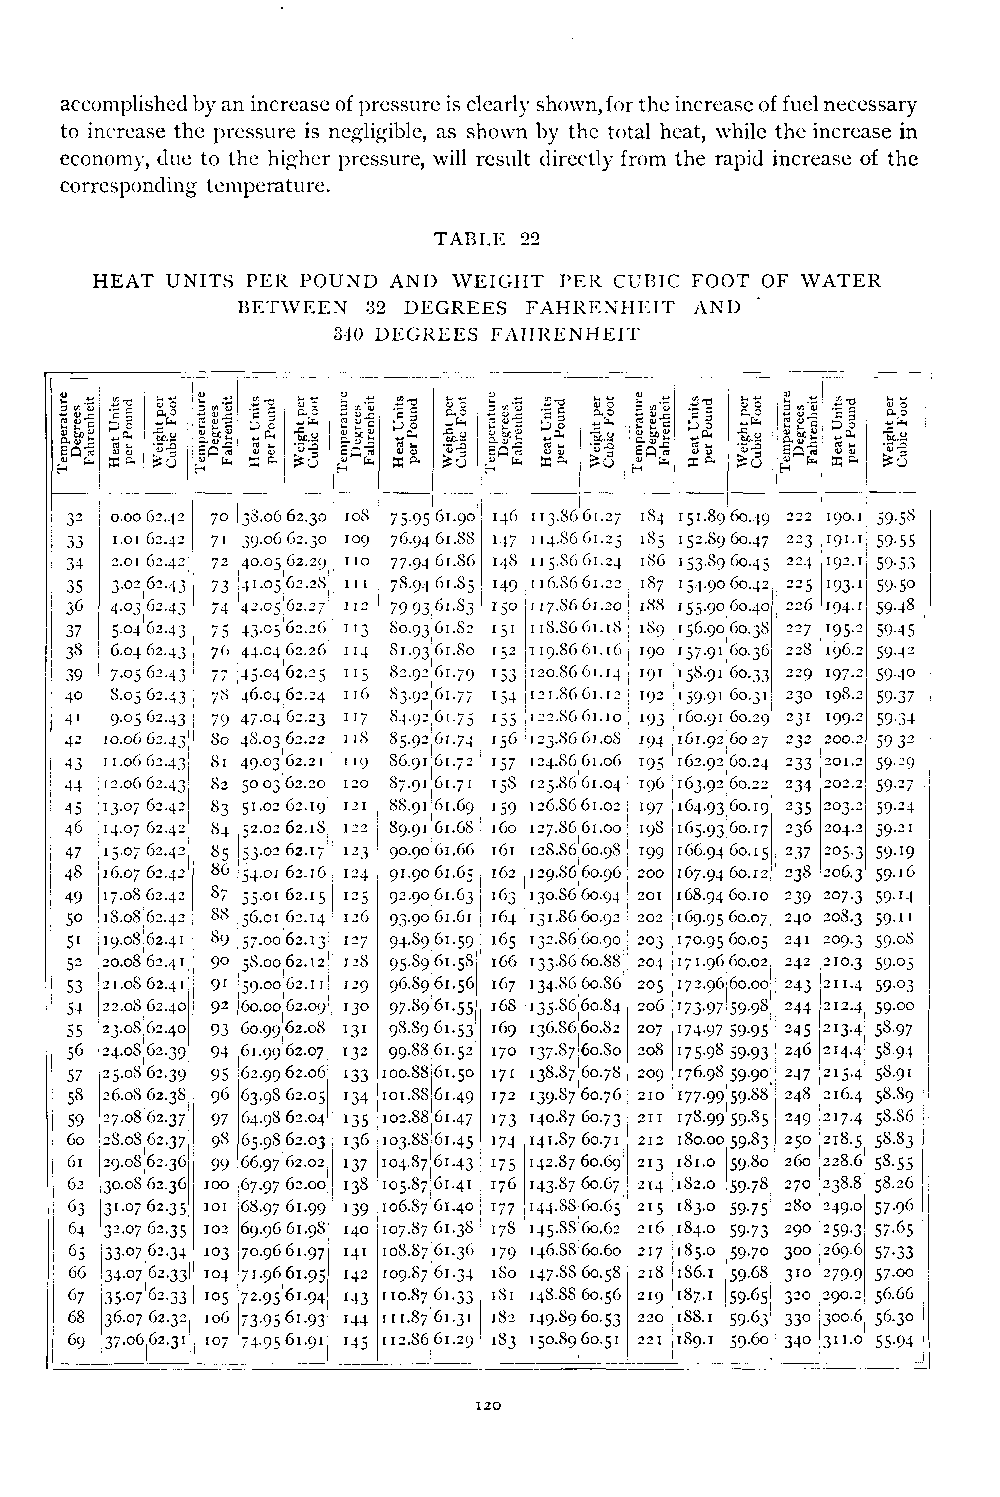 accomplished by an increase of pressure is clearly shown, for the increase of fuel necessary
to increase the pressure is negligible, as shown by the total heat, while the increase in
economy, due to the higher pressure, will result directly from the rapid increase of the
corresponding temperature.
TABLE 22
HEAT UNITS PER POUND AND WEIGHT PER CUBIC FOOT OF WATER
BETWEEN 32 DEGREES FAHRENHEIT AND
340 DEGREES FAHRENHEIT
Temperature Degrees Fahrenheit Heat Units per Pound Weight per Cubic Foot Temperature Degrees Fahrenheit Heat Units per Pound Weight per Cubic Foot Temperature Degrees Fahrenheit Heat Units per Pound Weight per Cubic Foot Temperature Degrees Fahrenheit Heat Units per Pound Weight per Cubic Foot Temperature Degrees Fahrenheit Heat Units per Pound Weight per Cubic Foot Temperature Degrees Fahrenheit Heat Units per Pound Weight per Cubic Foot
32 0.00 62.42 70 38.06 62.30 108 75.95 61.90 146 113.86 61.27 184 151.89 60.49 222 190.1 59.58
33 1.01 62.42 71 39.06 62.30 109 76.94 61.88 147 114.86 61.25 185 152.89 60.47 223 191.1 59.55
34 2.01 62.42 72 40.05 62.29 110 77.94 61.86 148 115.86 61.24 186 153.89 60.45 224 192.1 59.53
35 3.02 62.43 73 41.05 62.28 111 78.94 61.85 149 116.86 61.22 187 154.90 60.42 225 193.1 59.50
36 4.03 62.43 74 42.05 62.27 112 79.93 61.83 150 117.86 61.20 188 155.90 60.40 226 194.1 59.48
37 5.04 62.43 75 43.05 62.26 113 80.93 61.82 151 118.86 61.18 189 156.90 60.38 227 195.2 59.45
38 6.04 62.43 76 44.04 62.26 114 81.93 61.80 152 119.86 61.16 190 157.91 60.36 228 196.2 59.42
39 7.05 62.43 77 45.04 62.25 115 82.92 61.79 153 120.86 61.14 191 158.91 60.33 229 197.2 59.40
40 8.05 62.43 78 46.04 62.24 116 83.92 61.77 154 121.86 61.12 192 159.91 60.31 230 198.2 59.37
41 9.05 62.43 79 47.04 62.23 117 84.92 61.75 155 122.86 61.10 193 160.91 60.29 231 199.2 59.34
42 10.06 62.43 80 48.03 62.22 118 85.92 61.74 156 123.86 61.08 194 161.92 60.27 232 200.2 59.32
43 11.06 62.43 81 49.03 62.21 119 86.91 61.72 157 124.86 61.06 195 162.92 60.24 233 201.2 59.29
44 12.06 62.43 82 50.03 62.20 120 87.91 61.71 158 125.86 61.04 196 163.92 60.22 234 202.2 59.27
45 13.07 62.42 83 51.02 62.19 121 88.91 61.69 159 126.86 61.02 197 164.93 60.19 235 203.2 59.24
46 14.07 62.42 84 52.02 62.18 122 89.91 61.68 160 127.86 61.00 198 165.93 60.17 236 204.2 59.21
47 15.07 62.42 85 53.02 62.17 123 90.90 61.66 161 128.86 60.98 199 166.94 60.15 237 205.3 59.19
48 16.07 62.42 86 54.01 62.16 124 91.90 61.65 162 129.86 60.96 200 167.94 60.12 238 206.3 59.16
49 17.08 62.42 87 55.01 62.15 125 92.90 61.63 163 130.86 60.94 201 168.94 60.10 239 207.3 59.14
50 18.08 62.42 88 56.01 62.14 126 93.90 61.61 164 131.86 60.92 202 169.95 60.07 240 208.3 59.11
51 19.08 62.41 89 57.00 62.13 127 94.89 61.59 165 132.86 60.90 203 170.95 60.05 241 209.3 59.08
52 20.08 62.41 90 58.00 62.12 128 95.89 61.58 166 133.86 60.88 204 171.96 60.02 242 210.3 59.05
53 21.08 62.41 91 59.00 62.11 129 96.89 61.56 167 134.86 60.86 205 172.96 60.00 243 211.4 59.03
54 22.08 62.40 92 60.00 62.09 130 97.89 61.55 168 135.86 60.84 206 173.97 59.98 244 212.4 59.00
55 23.08 62.40 93 60.99 62.08 131 98.89 61.53 169 136.86 60.82 207 174.97 59.95 245 213.4 58.97
56 24.08 62.39 94 61.99 62.07 132 99.88 61.52 170 137.87 60.80 208 175.98 59.93 246 214.4 58.94
57 25.08 62.39 95 62.99 62.06 133 100.88 61.50 171 138.87 60.78 209 176.98 59.90 247 215.4 58.91
58 26.08 62.38 96 63.98 62.05 134 101.88 61.49 172 139.87 60.76 210 177.99 59.88 248 216.4 58.89
59 27.08 62.37 97 64.98 62.04 135 102.88 61.47 173 140.87 60.73 211 178.99 59.85 249 217.4 58.86
60 28.08 62.37 98 65.98 62.03 136 103.88 61.45 174 141.87 60.71 212 180.00 59.83 250 218.5 58.83
61 29.08 62.36 99 66.97 62.02 137 104.87 61.43 175 142.87 60.69 213 181.0 59.80 260 228.6 58.55
62 30.08 62.36 100 67.97 62.00 138 105.87 61.41 176 143.87 60.67 214 182.0 59.78 270 238.8 58.26
63 31.07 62.35 101 68.97 61.99 139 106.87 61.40 177 144.88 60.65 215 183.0 59.75 280 249.0 57.96
64 32.07 62.35 102 69.96 61.98 140 107.87 61.38 178 145.88 60.62 216 184.0 59.73 290 259.3 57.65
65 33.07 62.34 103 70.96 61.97 141 108.87 61.36 179 146.88 60.60 217 185.0 59.70 300 269.6 57.33
66 34.07 62.33 104 71.96 61.95 142 109.87 61.34 180 147.88 60.58 218 186.1 59.68 310 279.9 57.00
67 35.07 62.33 105 72.95 61.94 143 110.87 61.33 181 148.88 60.56 219 187.1 59.65 320 290.2 56.66
68 36.07 62.32 106 73.95 61.93 144 111.87 61.31 182 149.89 60.53 220 188.1 59.63 330 300.6 56.30
69 37.06 62.31 107 74.95 61.91 145 112.86 61.29 183 150.89 60.51 221 189.1 59.60 340 311.0 55.94
120